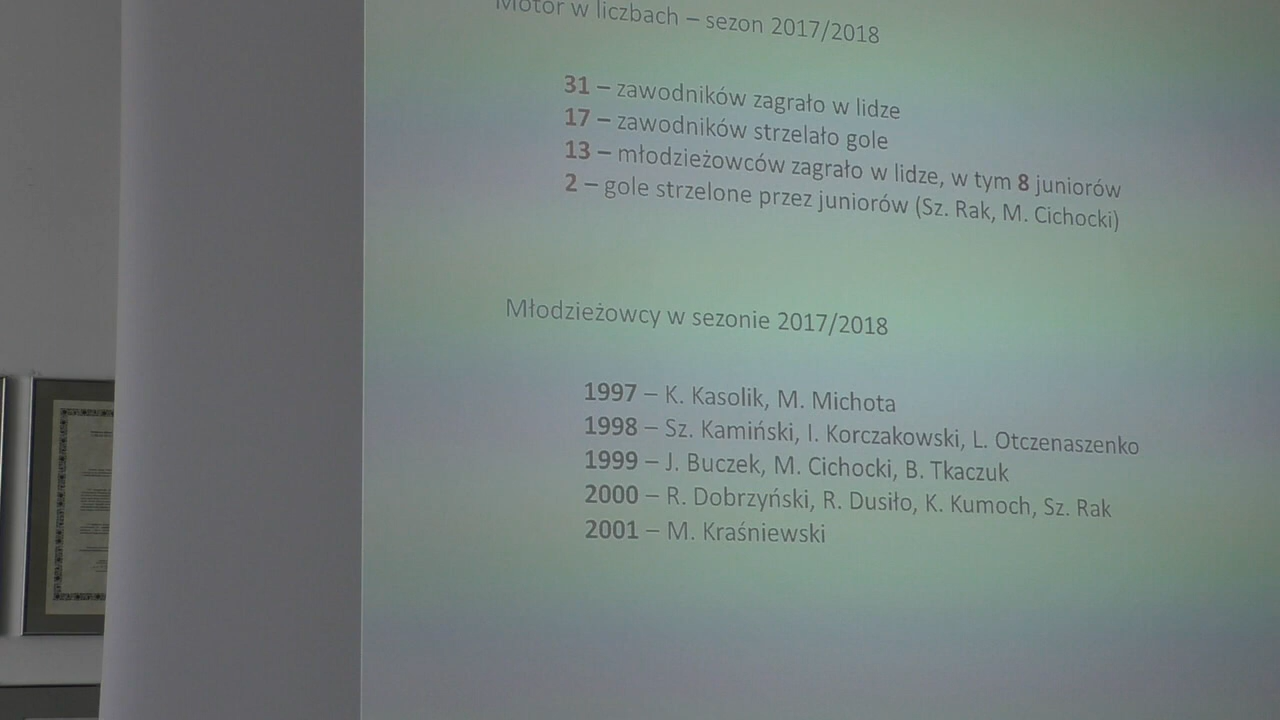 Motor w liczbach – sezon 2017/2018
31 – zawodników zagrało w lidze
17 – zawodników strzelało gole
13 – młodzieżowców zagrało w lidze, w tym 8 juniorów
2 – gole strzelone przez juniorów (Sz. Rak, M. Cichocki)
Młodzieżowcy w sezonie 2017/2018
1997 – K. Kasolik, M. Michota
1998 – Sz. Kamiński, I. Korczakowski, L. Otczenaszenko
1999 – J. Buczek, M. Cichocki, B. Tkaczuk
2000 – R. Dobrzyński, R. Dusiło, K. Kumoch, Sz. Rak
2001 – M. Kraśniewski